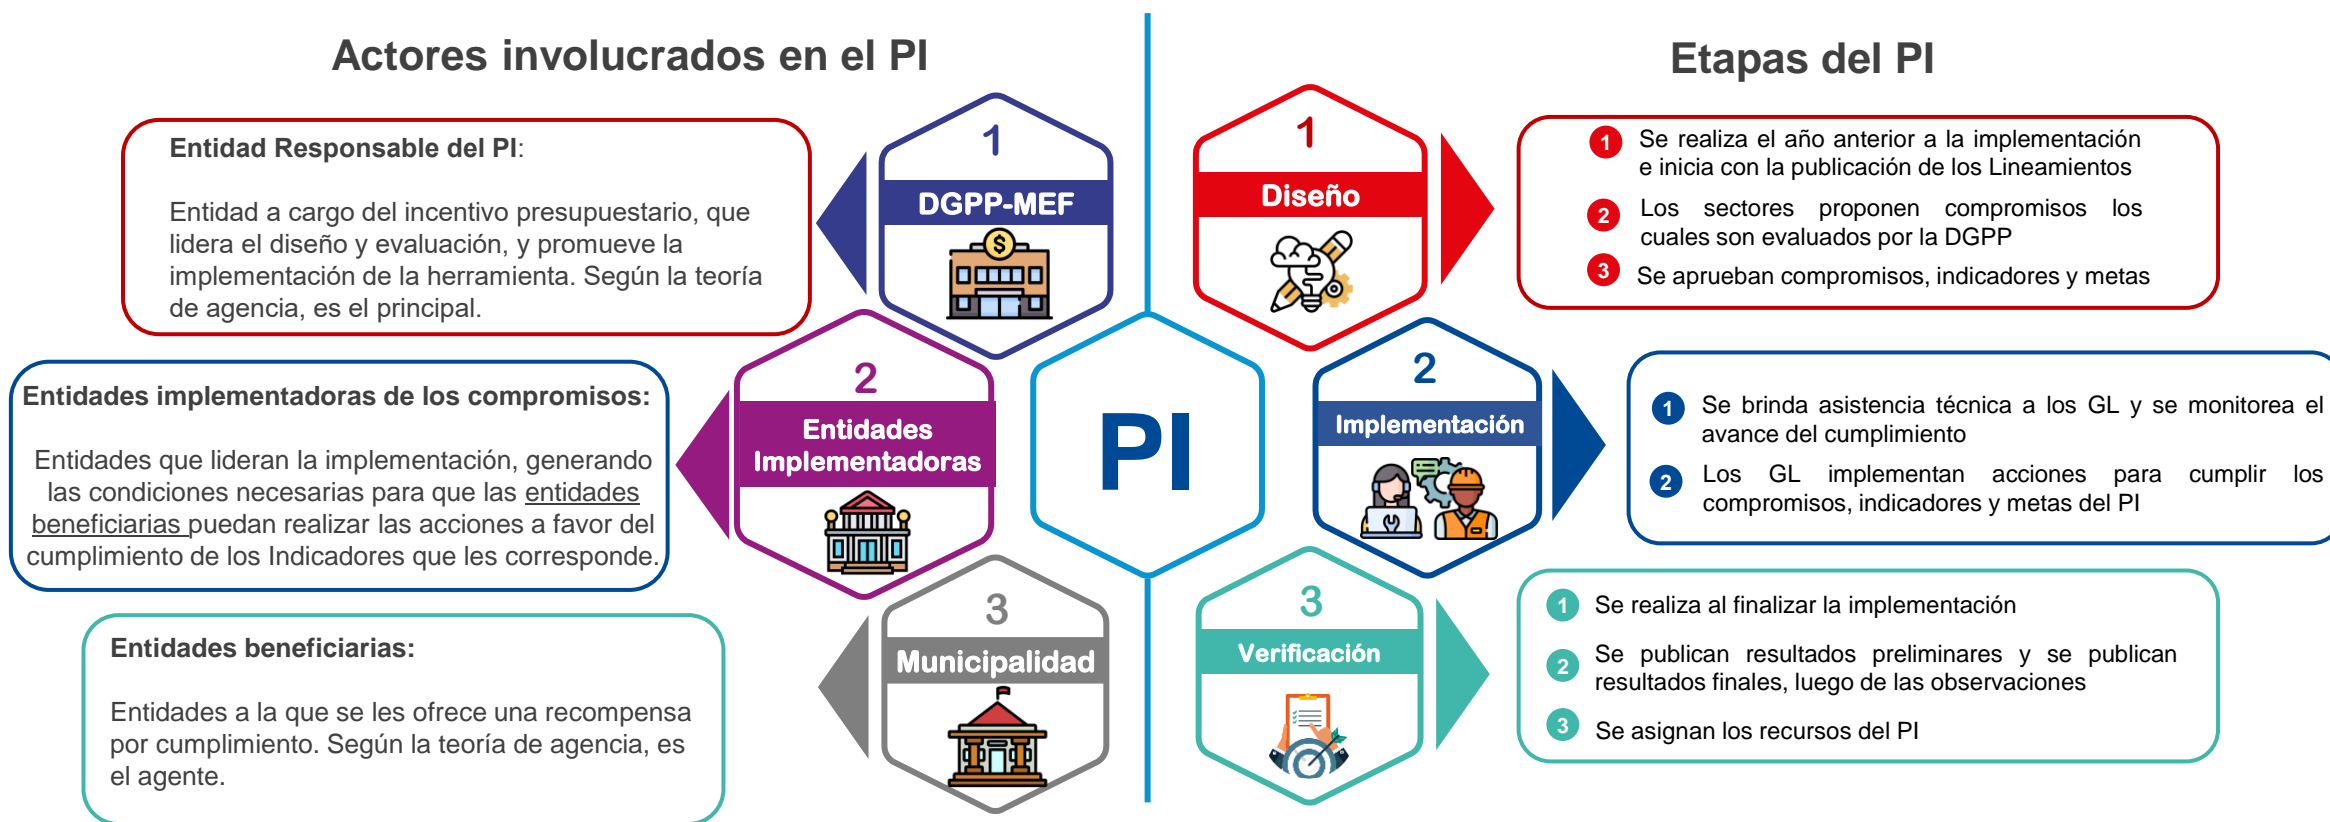 Actores involucrados en el PI
Entidad Responsable del PI:
Entidad a cargo del incentivo presupuestario, que
lidera el diseño y evaluación, y promueve la
implementación de la herramienta. Según la teoría
de agencia, es el principal.
1
DGPP-MEF
Entidades implementadoras de los compromisos:
Entidades que lideran la implementación, generando
las condiciones necesarias para que las entidades
beneficiarias puedan realizar las acciones a favor del
cumplimiento de los Indicadores que les corresponde.
2
Entidades
Implementadoras
Entidades beneficiarias:
Entidades a la que se les ofrece una recompensa
por cumplimiento. Según la teoría de agencia, es
el agente.
3
Municipalidad
PI
Etapas del PI
1
Diseño
1 Se realiza el año anterior a la implementación
e inicia con la publicación de los Lineamientos
2 Los sectores proponen compromisos los
cuales son evaluados por la DGPP
3 Se aprueban compromisos, indicadores y metas
2
Implementación
1 Se brinda asistencia técnica a los GL y se monitorea el
avance del cumplimiento
2 Los GL implementan acciones para cumplir los
compromisos, indicadores y metas del PI
3
Verificación
1 Se realiza al finalizar la implementación
2 Se publican resultados preliminares y se publican
resultados finales, luego de las observaciones
3 Se asignan los recursos del PI